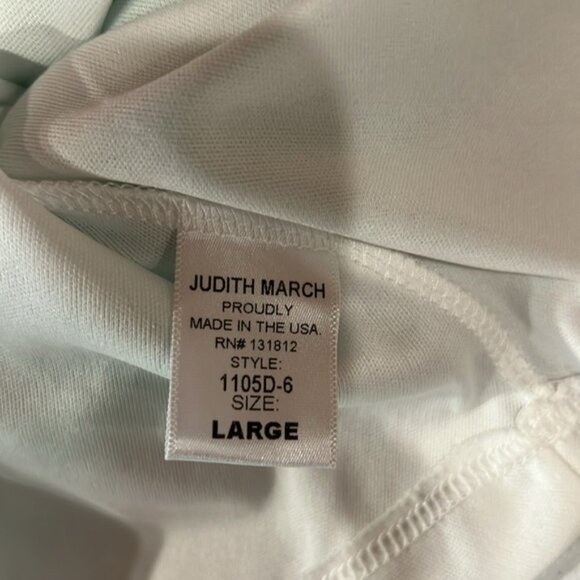 JUDITH MARCH
PROUDLY
MADE IN THE USA.
RN# 131812
STYLE:
1105D-6
SIZE:
LARGE